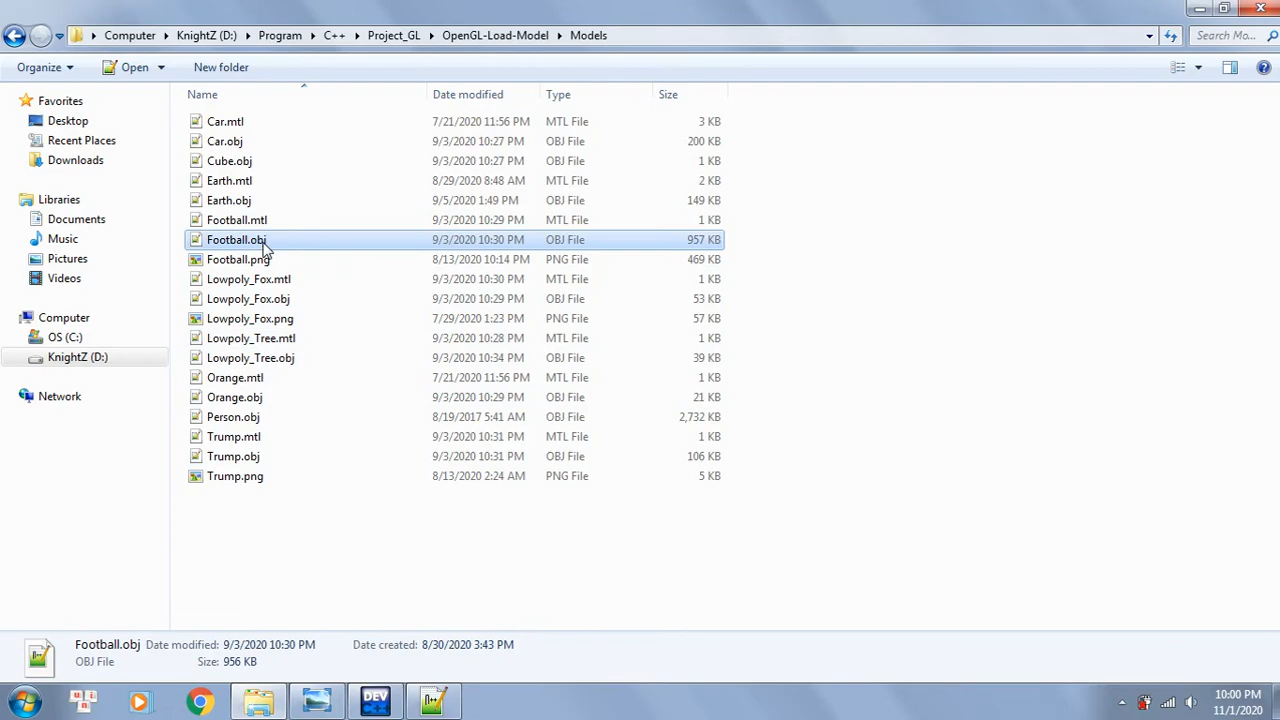 Computer ▸ KnightZ (D:) ▸ Program ▸ C++ ▸ Project_GL ▸ OpenGL-Load-Model ▸ Models
Search Mo...
Organize Open New folder
Name Date modified Type Size
Favorites
Desktop
Recent Places
Downloads
Libraries
Documents
Music
Pictures
Videos
Computer
OS (C:)
KnightZ (D:)
Network
Car.mtl 7/21/2020 11:56 PM MTL File 3 KB
Car.obj 9/3/2020 10:27 PM OBJ File 200 KB
Cube.obj 9/3/2020 10:27 PM OBJ File 1 KB
Earth.mtl 8/29/2020 8:48 AM MTL File 2 KB
Earth.obj 9/5/2020 1:49 PM OBJ File 149 KB
Football.mtl 9/3/2020 10:29 PM MTL File 1 KB
Football.obj 9/3/2020 10:30 PM OBJ File 957 KB
Football.png 8/13/2020 10:14 PM PNG File 469 KB
Lowpoly_Fox.mtl 9/3/2020 10:30 PM MTL File 1 KB
Lowpoly_Fox.obj 9/3/2020 10:29 PM OBJ File 53 KB
Lowpoly_Fox.png 7/29/2020 1:23 PM PNG File 57 KB
Lowpoly_Tree.mtl 9/3/2020 10:28 PM MTL File 1 KB
Lowpoly_Tree.obj 9/3/2020 10:34 PM OBJ File 39 KB
Orange.mtl 7/21/2020 11:56 PM MTL File 1 KB
Orange.obj 9/3/2020 10:29 PM OBJ File 21 KB
Person.obj 8/19/2017 5:41 AM OBJ File 2,732 KB
Trump.mtl 9/3/2020 10:31 PM MTL File 1 KB
Trump.obj 9/3/2020 10:31 PM OBJ File 106 KB
Trump.png 8/13/2020 2:24 AM PNG File 5 KB
Football.obj Date modified: 9/3/2020 10:30 PM Date created: 8/30/2020 3:43 PM
OBJ File Size: 956 KB
DEV
10:00 PM
11/1/2020